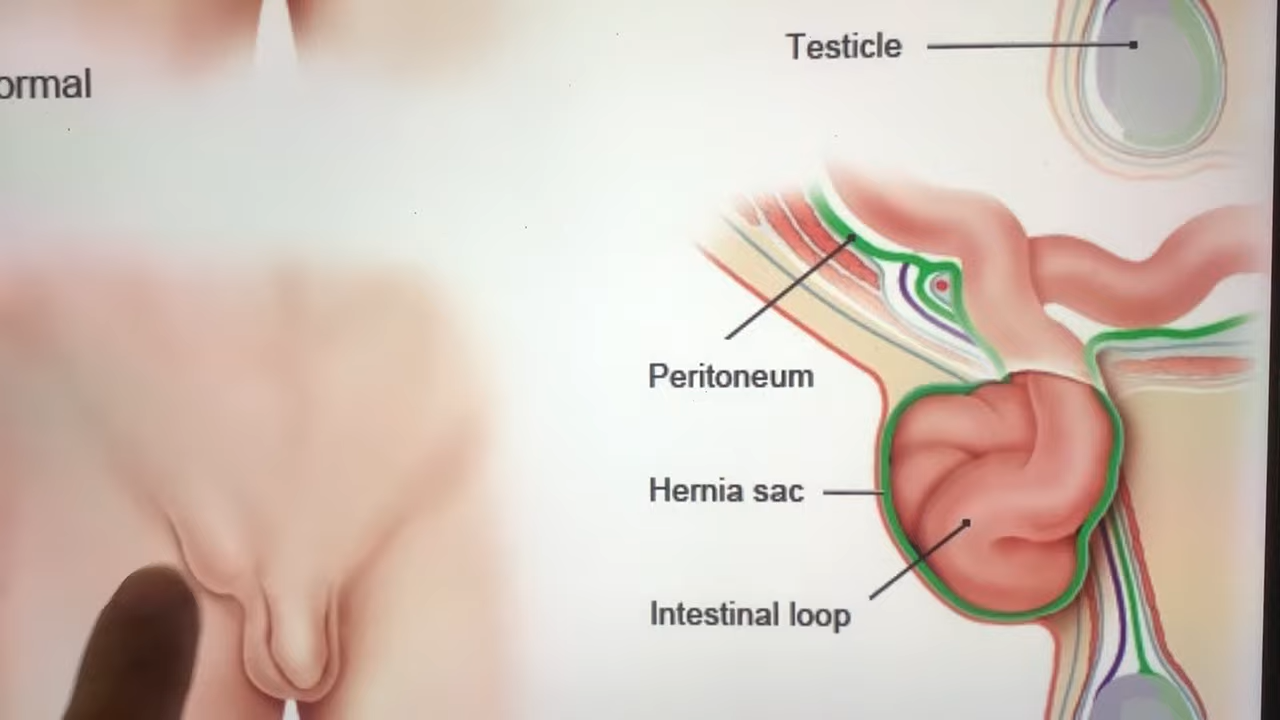 ormal
Testicle
Peritoneum
Hernia sac
Intestinal loop